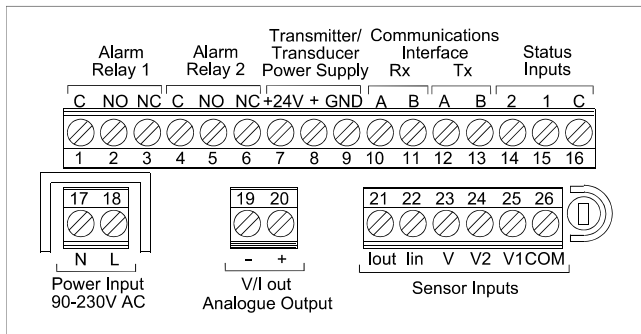 Transmitter/ Communications
Alarm Alarm Transducer Interface Status
Relay 1 Relay 2 Power Supply Rx Tx Inputs
C NO NC C NO NC +24V + GND A B A B 2 1 C
1 2 3 4 5 6 7 8 9 10 11 12 13 14 15 16
17 18 19 20 21 22 23 24 25 26
N L − + Iout Iin V V2 V1 COM
Power Input V/I out Sensor Inputs
90-230V AC Analogue Output